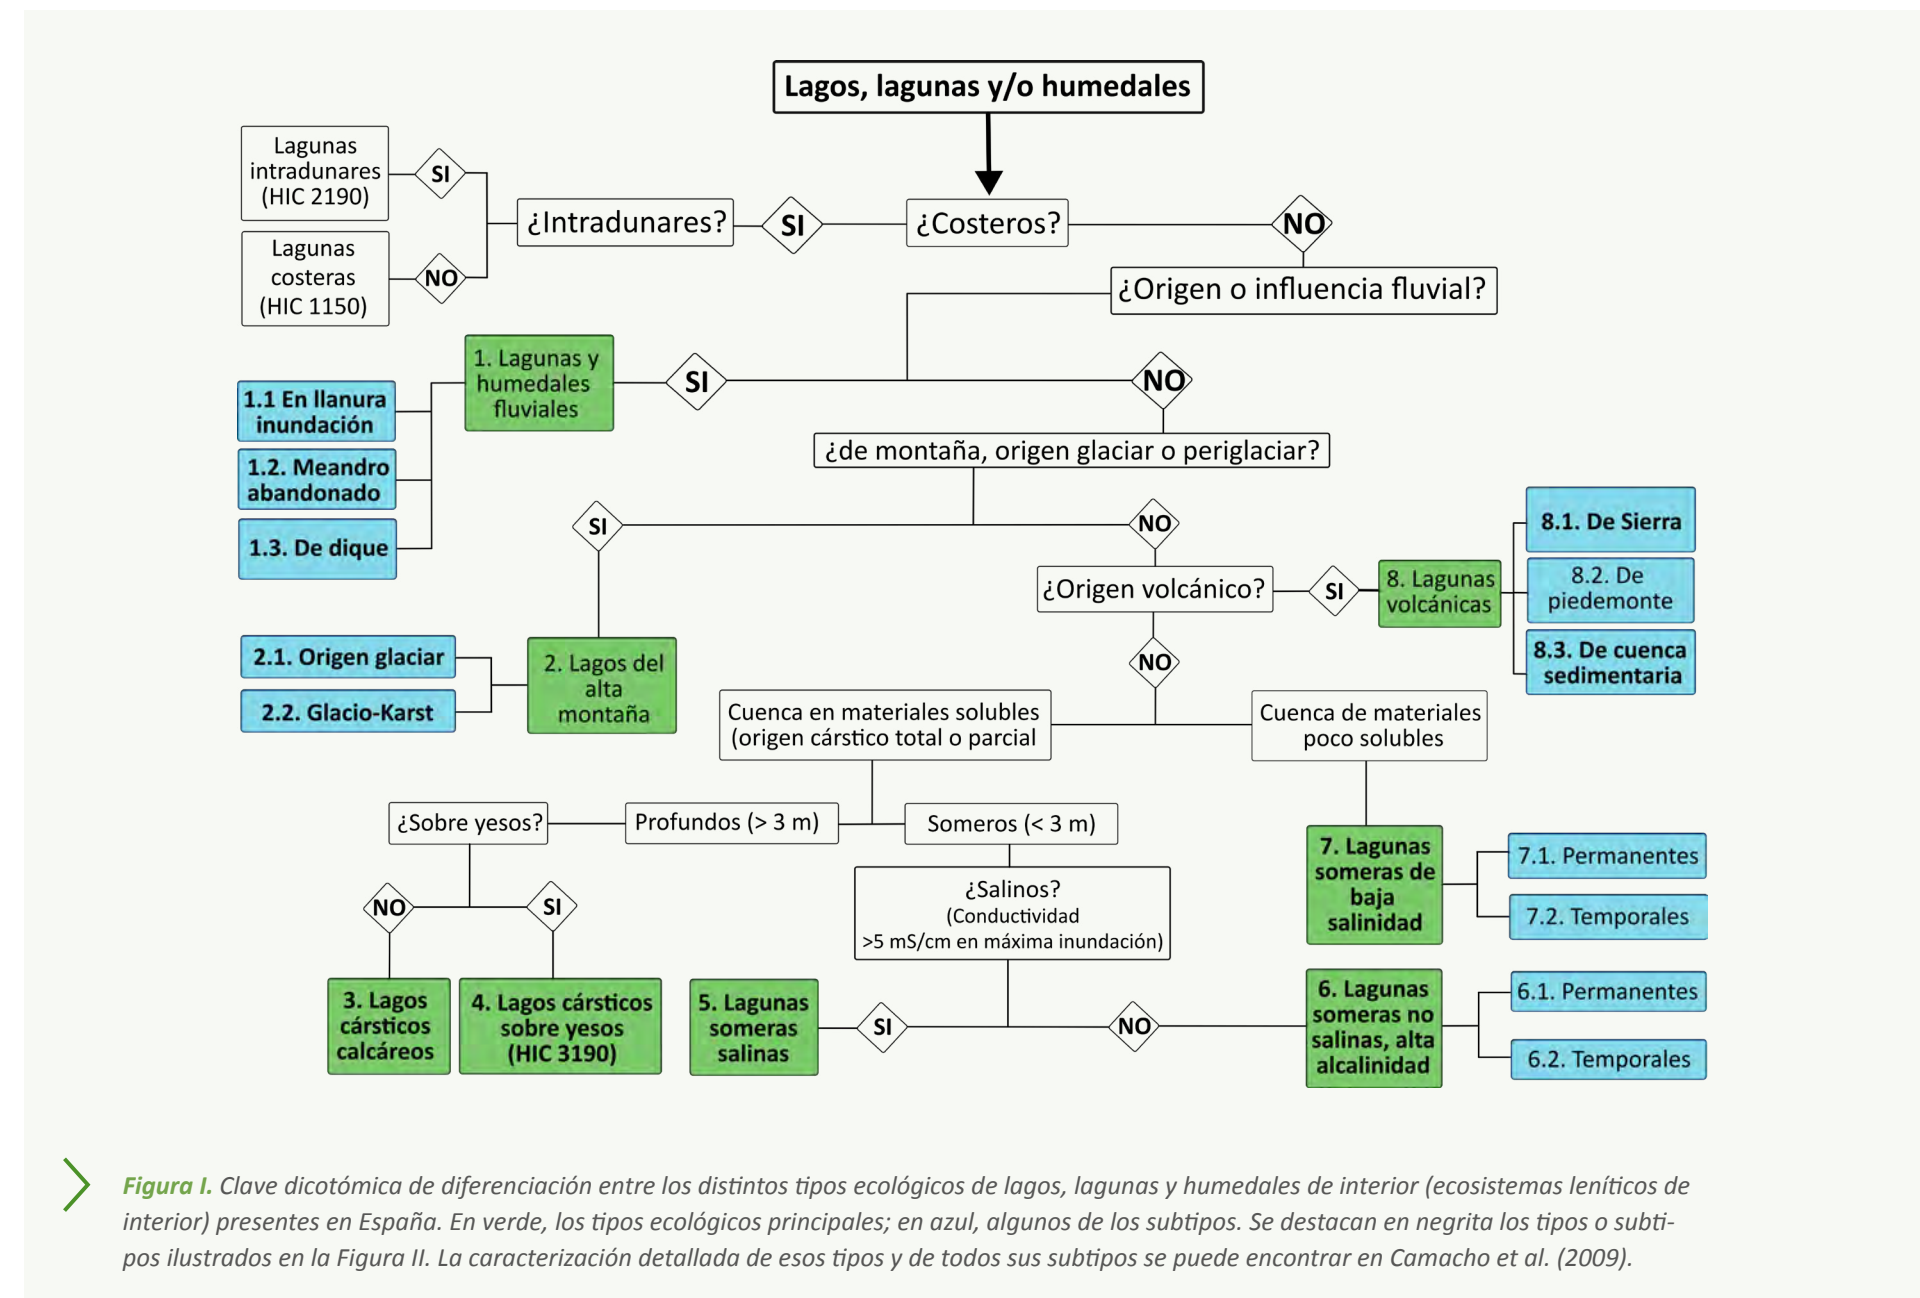 Lagos, lagunas y/o humedales
Lagunas
intradunares
(HIC 2190)
SI
¿Intradunares?
SI
¿Costeros?
NO
Lagunas
costeras
(HIC 1150)
NO
¿Origen o influencia fluvial?
1. Lagunas y
humedales
fluviales
SI
NO
1.1 En llanura
inundación
1.2. Meandro
abandonado
1.3. De dique
¿de montaña, origen glaciar o periglaciar?
SI
NO
¿Origen volcánico?
SI
8. Lagunas
volcánicas
8.1. De Sierra
8.2. De
piedemonte
8.3. De cuenca
sedimentaria
2.1. Origen glaciar
2.2. Glacio-Karst
2. Lagos del
alta
montaña
NO
Cuenca en materiales solubles
(origen cárstico total o parcial
Cuenca de materiales
poco solubles
¿Sobre yesos?
Profundos (> 3 m)
Someros (< 3 m)
NO
SI
¿Salinos?
(Conductividad
>5 mS/cm en máxima inundación)
7. Lagunas
someras de
baja
salinidad
7.1. Permanentes
7.2. Temporales
3. Lagos
cársticos
calcáreos
4. Lagos cársticos
sobre yesos
(HIC 3190)
5. Lagunas
someras
salinas
SI
NO
6. Lagunas
someras no
salinas, alta
alcalinidad
6.1. Permanentes
6.2. Temporales
Figura I. Clave dicotómica de diferenciación entre los distintos tipos ecológicos de lagos, lagunas y humedales de interior (ecosistemas leníticos de
interior) presentes en España. En verde, los tipos ecológicos principales; en azul, algunos de los subtipos. Se destacan en negrita los tipos o subti-
pos ilustrados en la Figura II. La caracterización detallada de esos tipos y de todos sus subtipos se puede encontrar en Camacho et al. (2009).